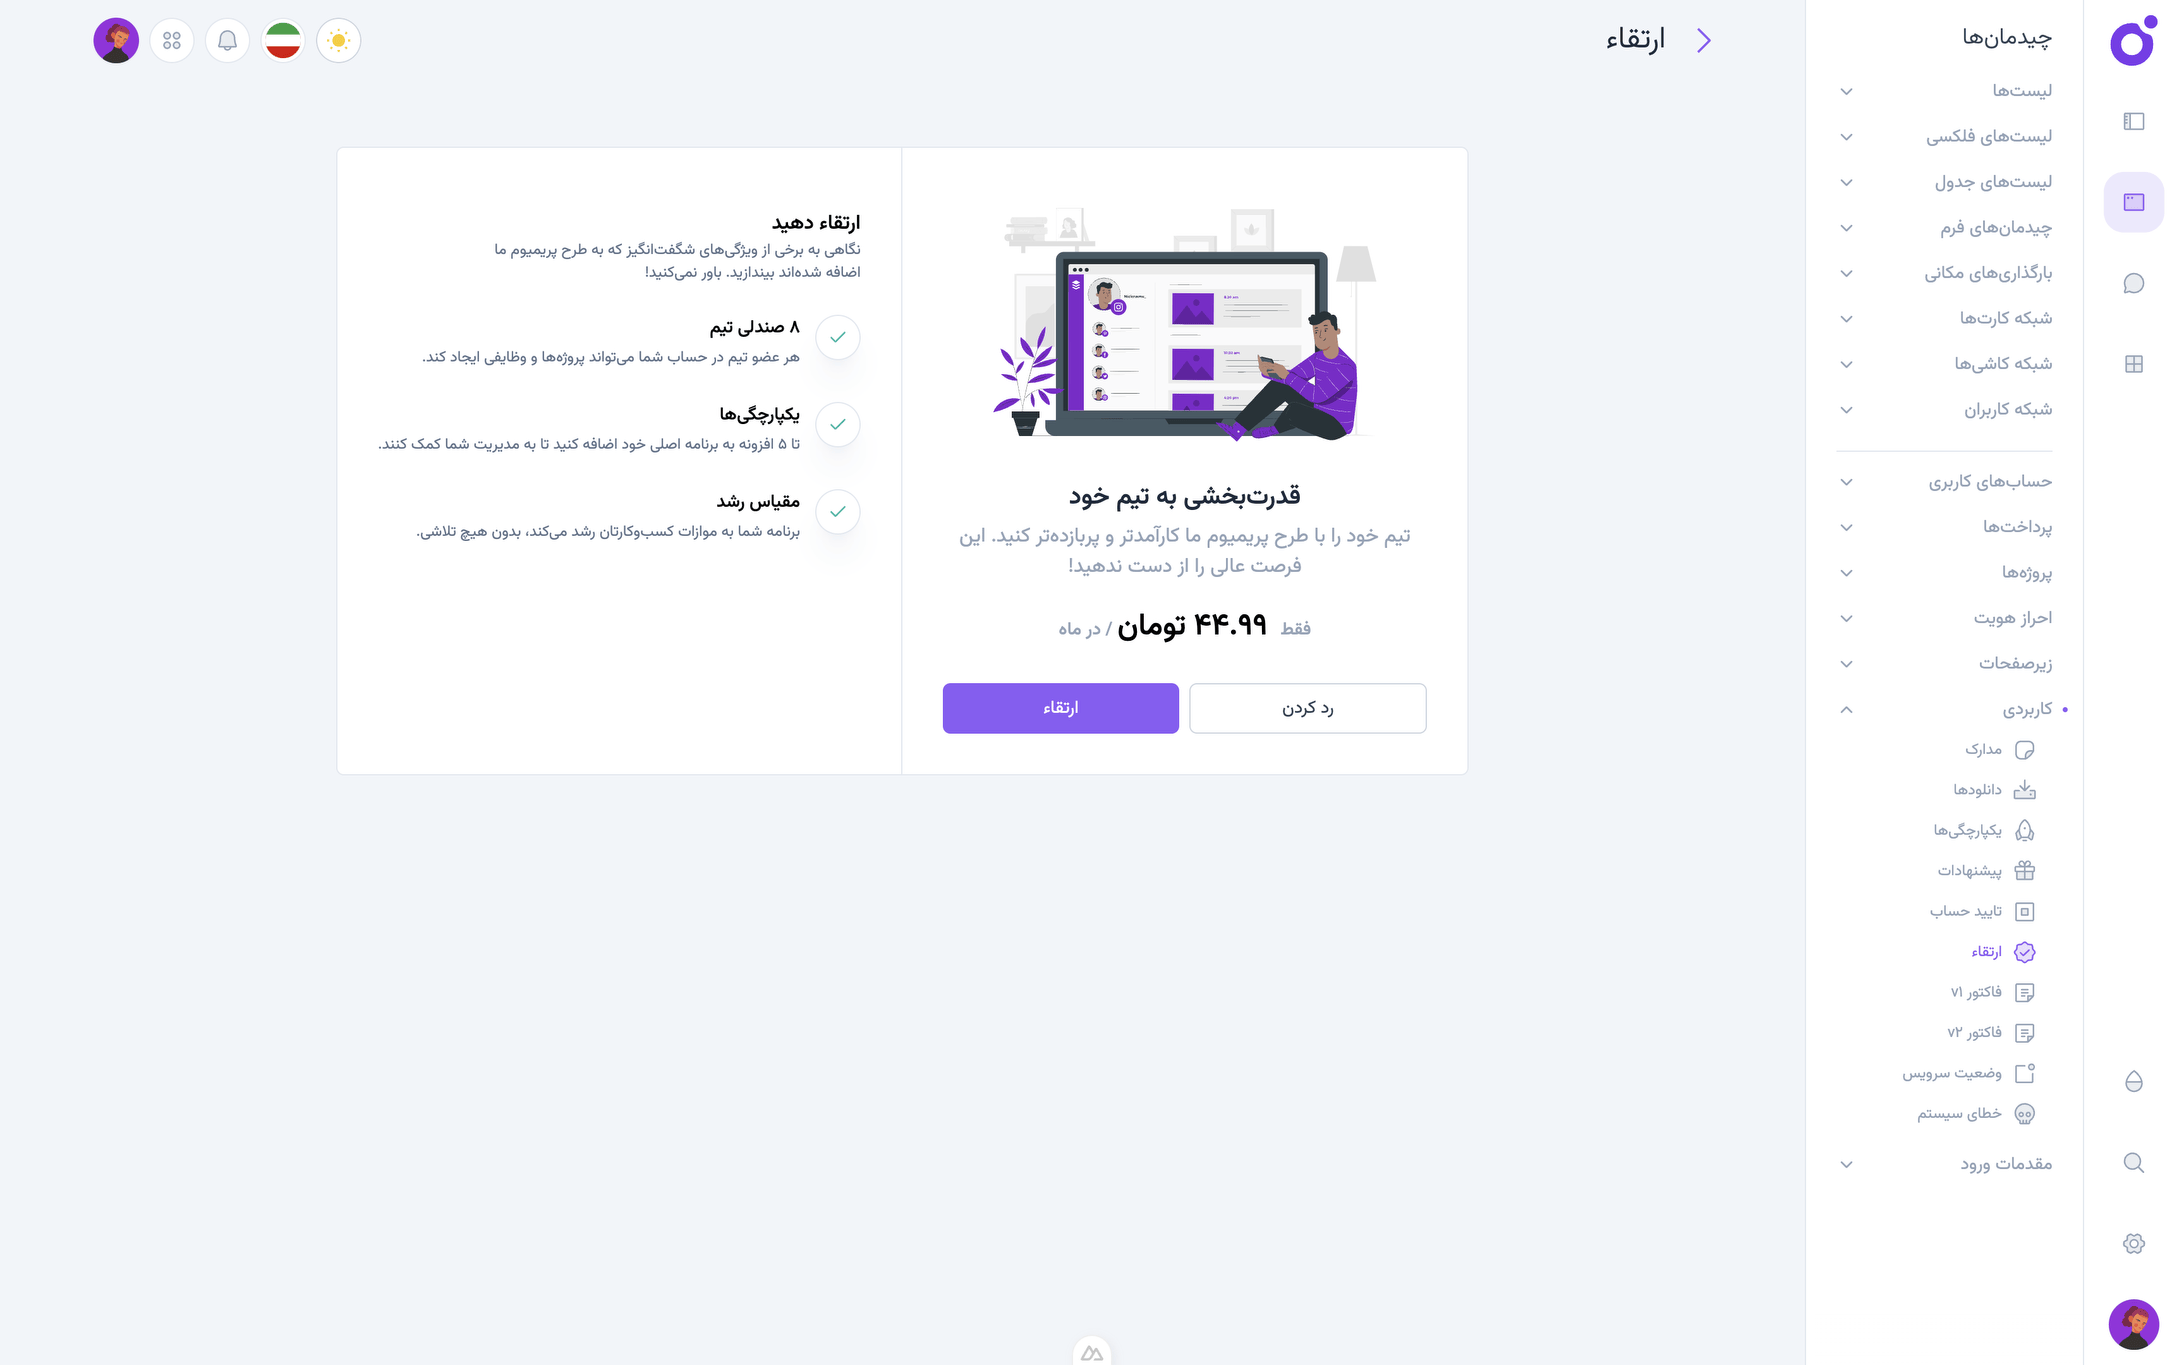 چیدمان‌ها
لیست‌ها
لیست‌های فلکسی
لیست‌های جدول
چیدمان‌های فرم
بارگذاری‌های مکانی
شبکه کارت‌ها
شبکه کاشی‌ها
شبکه کاربران
حساب‌های کاربری
پرداخت‌ها
پروژه‌ها
احراز هویت
زیرصفحات
کاربردی
مدارک
دانلودها
یکپارچگی‌ها
پیشنهادات
تایید حساب
ارتقاء
فاکتور v۱
فاکتور v۲
وضعیت سرویس
خطای سیستم
مقدمات ورود
ارتقاء
قدرت‌بخشی به تیم خود
تیم خود را با طرح پریمیوم ما کارآمدتر و پربازده‌تر کنید. این
فرصت عالی را از دست ندهید!
فقط ۴۴.۹۹ تومان / در ماه
رد کردن
ارتقاء
ارتقاء دهید
نگاهی به برخی از ویژگی‌های شگفت‌انگیز که به طرح پریمیوم ما
اضافه شده‌اند بیندازید. باور نمی‌کنید!
۸ صندلی تیم
هر عضو تیم در حساب شما می‌تواند پروژه‌ها و وظایفی ایجاد کند.
یکپارچگی‌ها
تا ۵ افزونه به برنامه اصلی خود اضافه کنید تا به مدیریت شما کمک کنند.
مقیاس رشد
برنامه شما به موازات کسب‌وکارتان رشد می‌کند، بدون هیچ تلاشی.